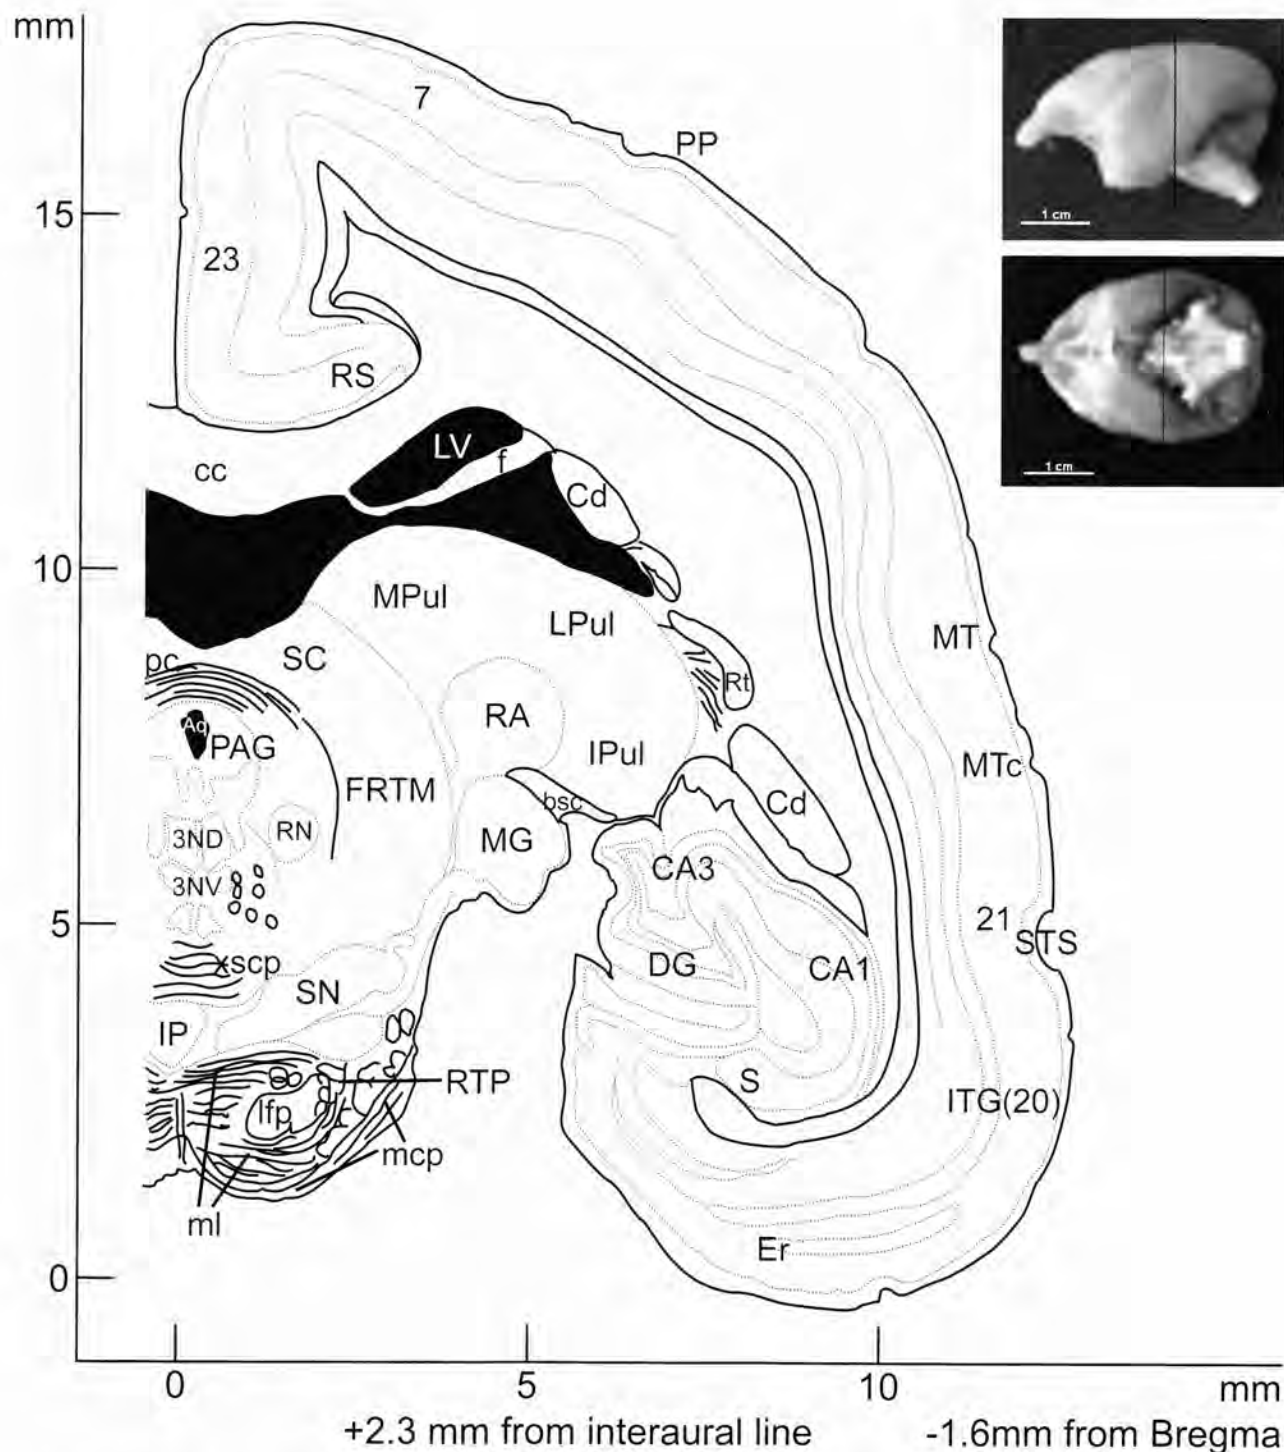 mm
7
PP
1 cm
15
23
RS
LV
f
cc
Cd
1 cm
10
MPul
LPul
MT
SC
pc
Rt
RA
Aq
PAG
IPul
MTc
FRTM
bsc
Cd
3ND
RN
MG
CA3
3NV
5
21
STS
xscp
DG
CA1
SN
IP
S
RTP
ITG(20)
lfp
mcp
ml
Er
0
0
5
10
mm
+2.3 mm from interaural line
-1.6mm from Bregma